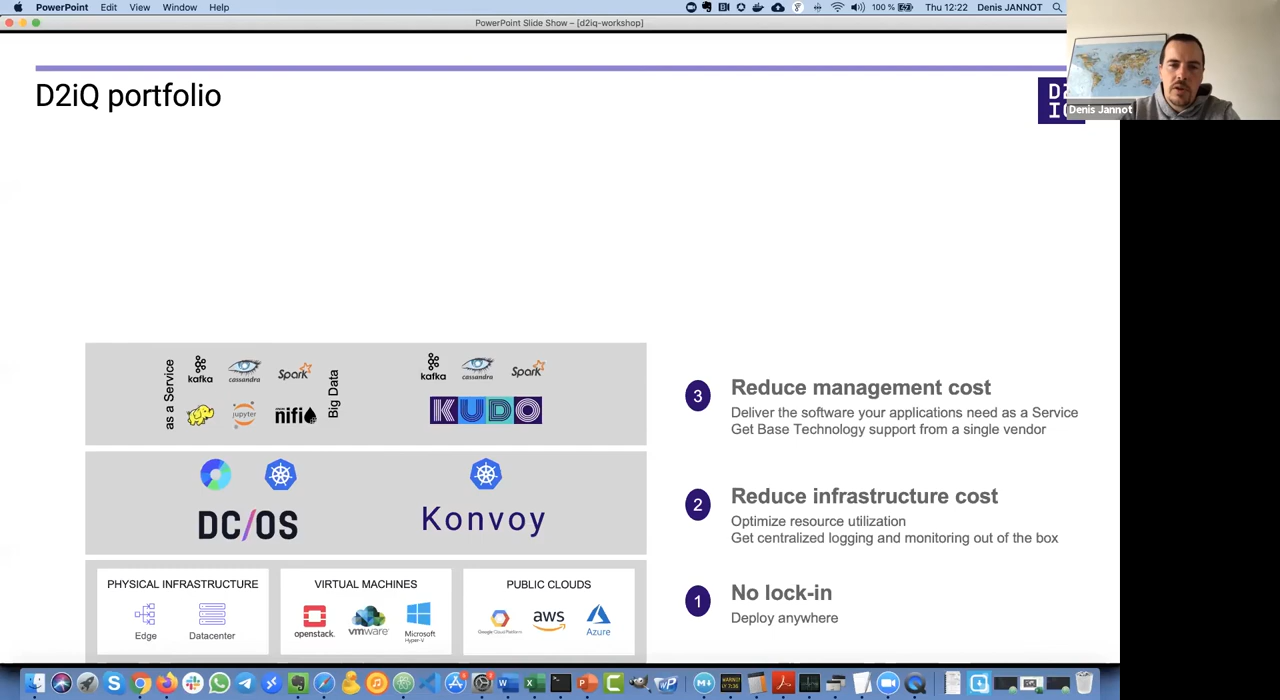 PowerPoint Edit View Window Help
100 % Thu 12:22 Denis JANNOT
PowerPoint Slide Show – [d2iq-workshop]
D2iQ portfolio
Denis Jannot
as a Service
kafka
cassandra
Spark
jupyter
nifi
Big Data
kafka
cassandra
Spark
KUDO
3
Reduce management cost
Deliver the software your applications need as a Service
Get Base Technology support from a single vendor
DC/OS
Konvoy
2
Reduce infrastructure cost
Optimize resource utilization
Get centralized logging and monitoring out of the box
PHYSICAL INFRASTRUCTURE
Edge
Datacenter
VIRTUAL MACHINES
openstack.
vmware
Microsoft
Hyper-V
PUBLIC CLOUDS
Google Cloud Platform
aws
Azure
1
No lock-in
Deploy anywhere